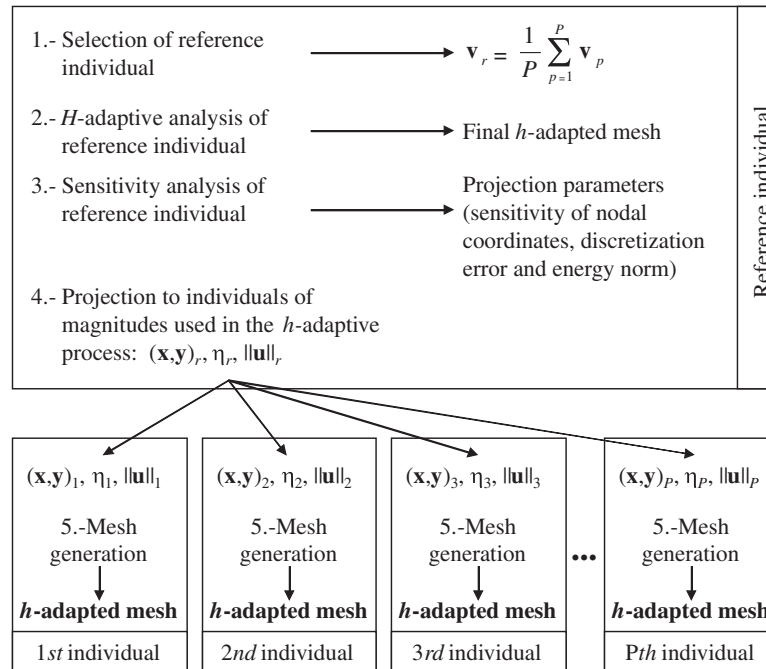 1.- Selection of reference
individual
v_r = 1/P \sum_{p=1}^{P} v_p
2.- H-adaptive analysis of
reference individual
Final h-adapted mesh
3.- Sensitivity analysis of
reference individual
Projection parameters
(sensitivity of nodal
coordinates, discretization
error and energy norm)
4.- Projection to individuals of
magnitudes used in the h-adaptive
process: (x,y)_r, η_r, ||u||_r
Reference individual
(x,y)_1, η_1, ||u||_1
5.-Mesh
generation
h-adapted mesh
1st individual
(x,y)_2, η_2, ||u||_2
5.-Mesh
generation
h-adapted mesh
2nd individual
(x,y)_3, η_3, ||u||_3
5.-Mesh
generation
h-adapted mesh
3rd individual
...
(x,y)_P, η_P, ||u||_P
5.-Mesh
generation
h-adapted mesh
Pth individual